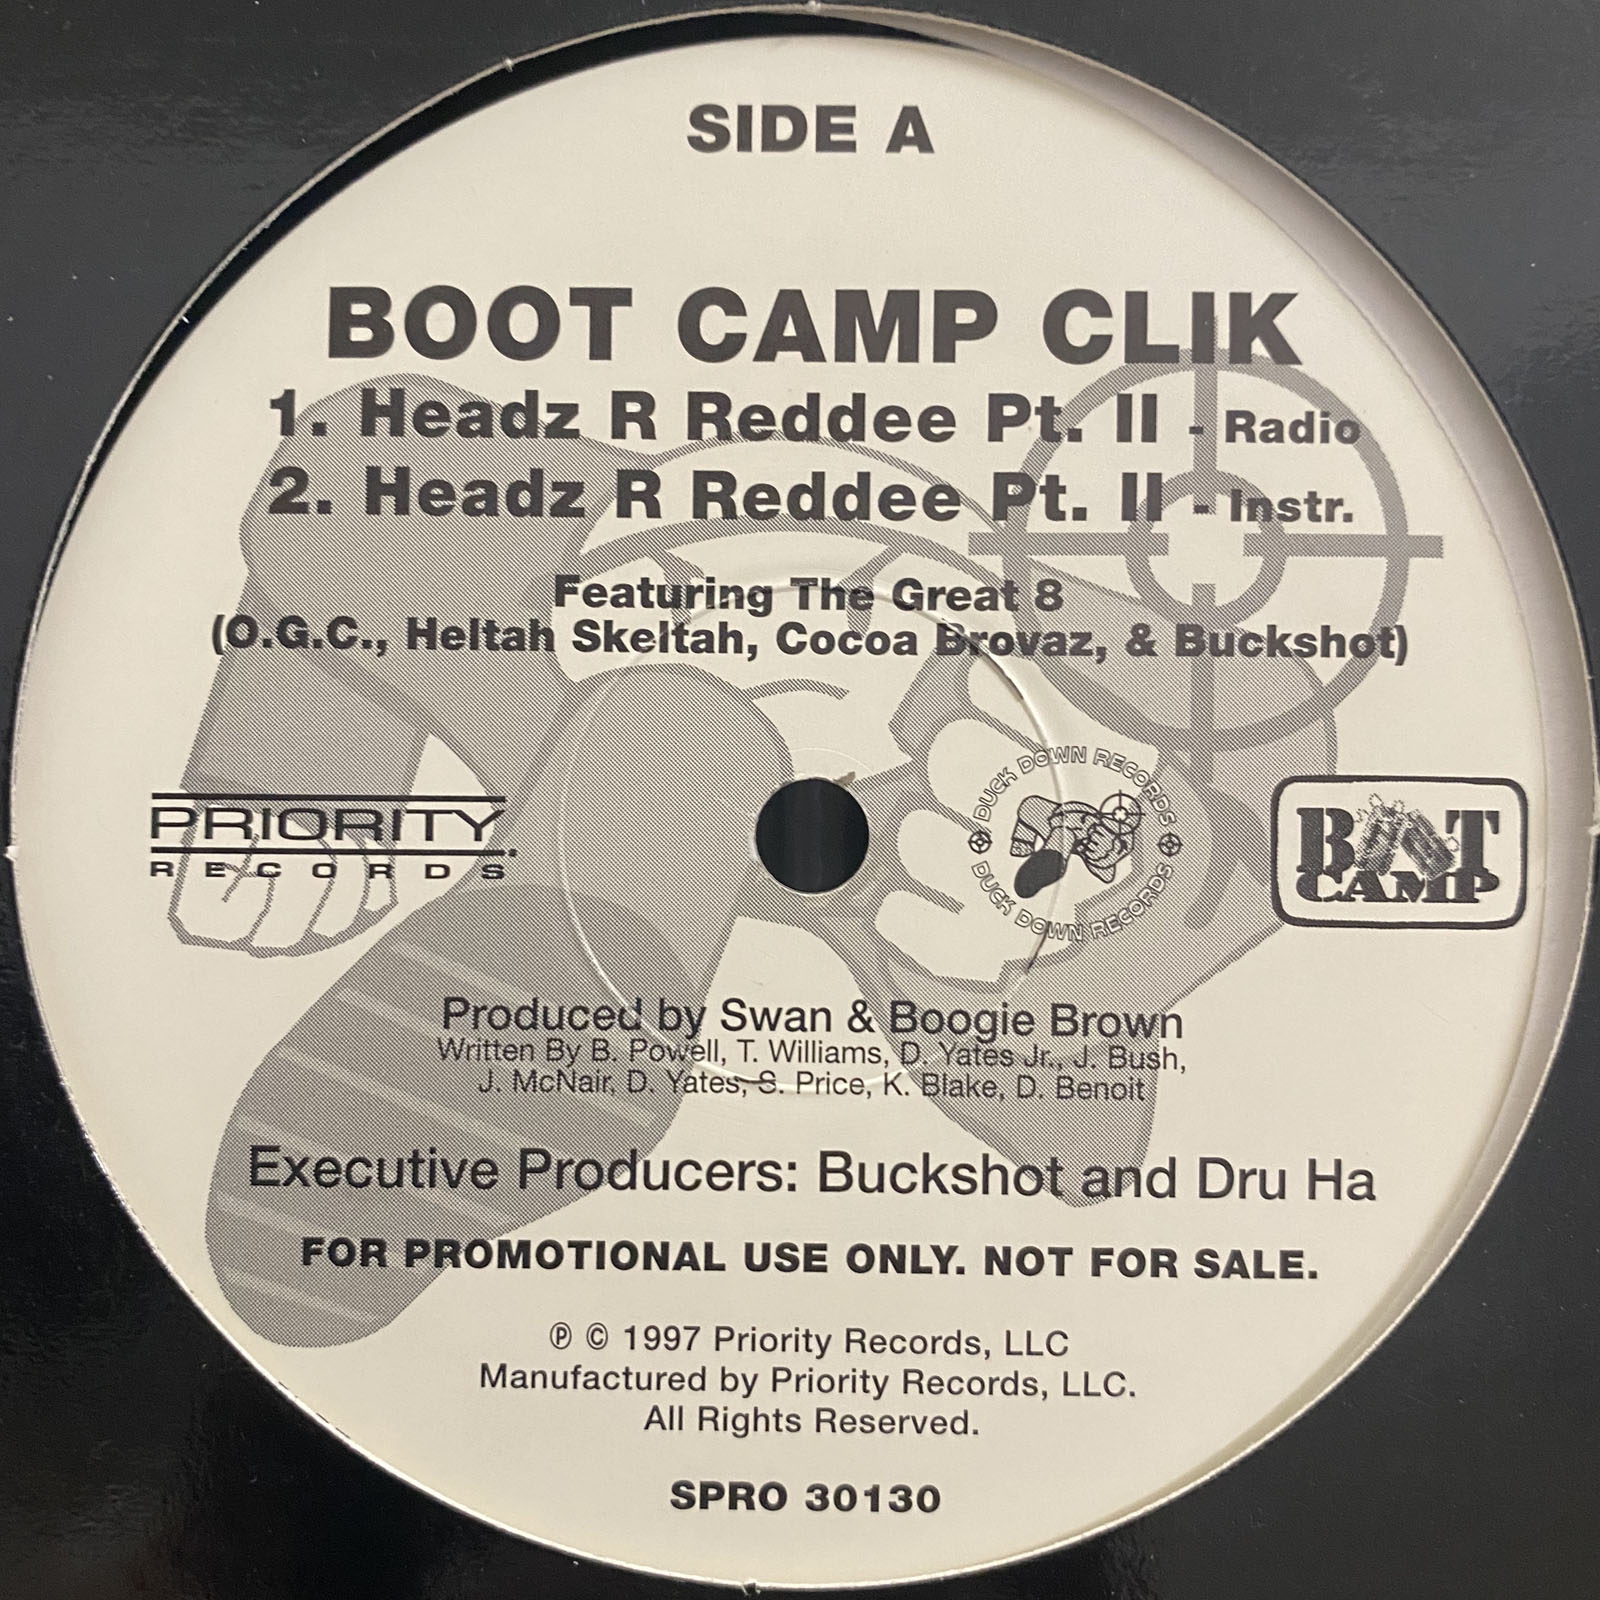 SIDE A
BOOT CAMP CLIK
1. Headz R Reddee Pt. II - Radio
2. Headz R Reddee Pt. II - Instr.
Featuring The Great 8
(O.G.C., Heltah Skeltah, Cocoa Brovaz, & Buckshot)
PRIORITY
RECORDS
DUCK DOWN RECORDS
DUCK DOWN RECORDS
BOOT
CAMP
Produced by Swan & Boogie Brown
Written By B. Powell, T. Williams, D. Yates Jr., J. Bush,
J. McNair, D. Yates, S. Price, K. Blake, D. Benoit
Executive Producers: Buckshot and Dru Ha
FOR PROMOTIONAL USE ONLY. NOT FOR SALE.
℗ © 1997 Priority Records, LLC
Manufactured by Priority Records, LLC.
All Rights Reserved.
SPRO 30130